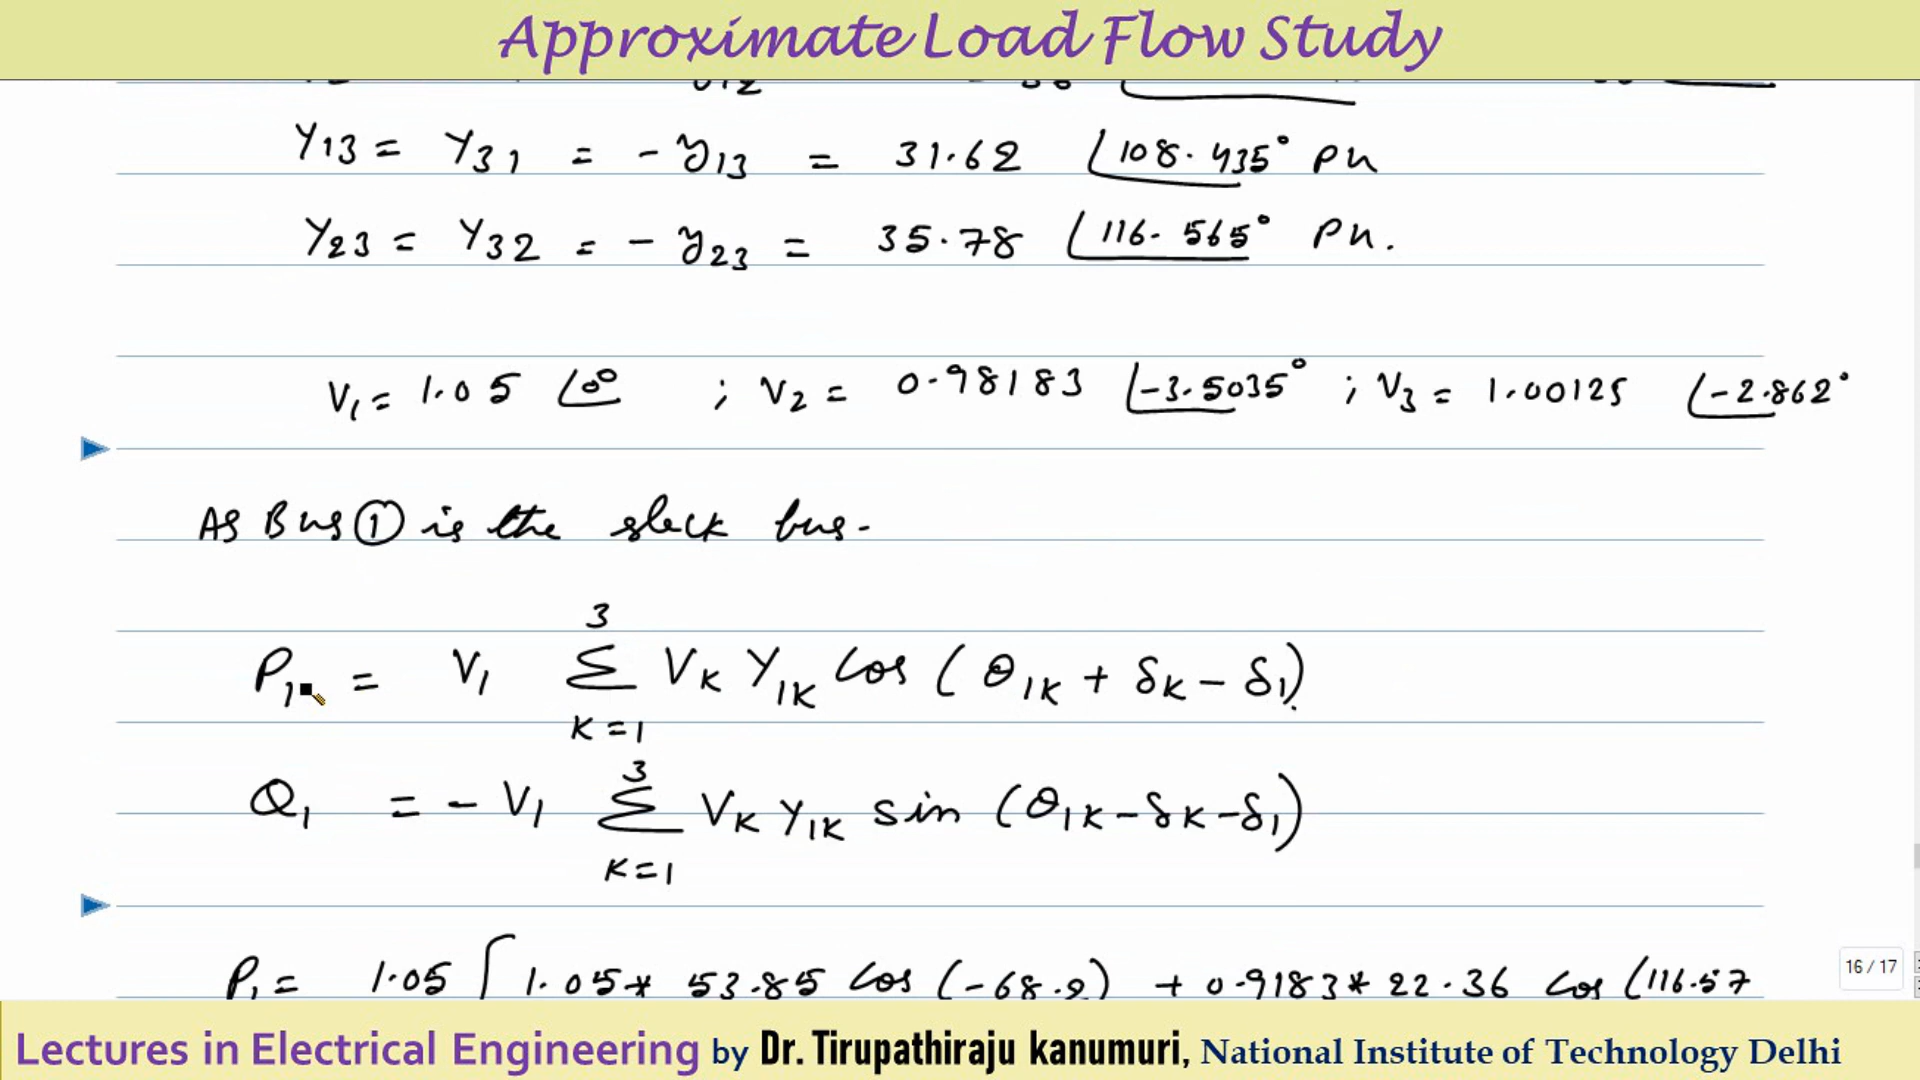 Approximate Load Flow Study
Y13 = Y31 = - y13 = 31.62 ∠108.435° pu
Y23 = Y32 = - y23 = 35.78 ∠116.565° pu.
V1 = 1.05 ∠0° ; V2 = 0.98183 ∠-3.5035° ; V3 = 1.00125 ∠-2.862°
As Bus ① is the slack bus.
P1 = V1 3 Σ K=1 VK Y1K cos (θ1K + δK - δ1)
Q1 = - V1 3 Σ K=1 VK Y1K sin (θ1K - δK - δ1)
P1 = 1.05 [ 1.05* 53.85 cos (-68.2) + 0.9183* 22.36 cos (116.57
16 / 17
Lectures in Electrical Engineering by Dr. Tirupathiraju kanumuri, National Institute of Technology Delhi